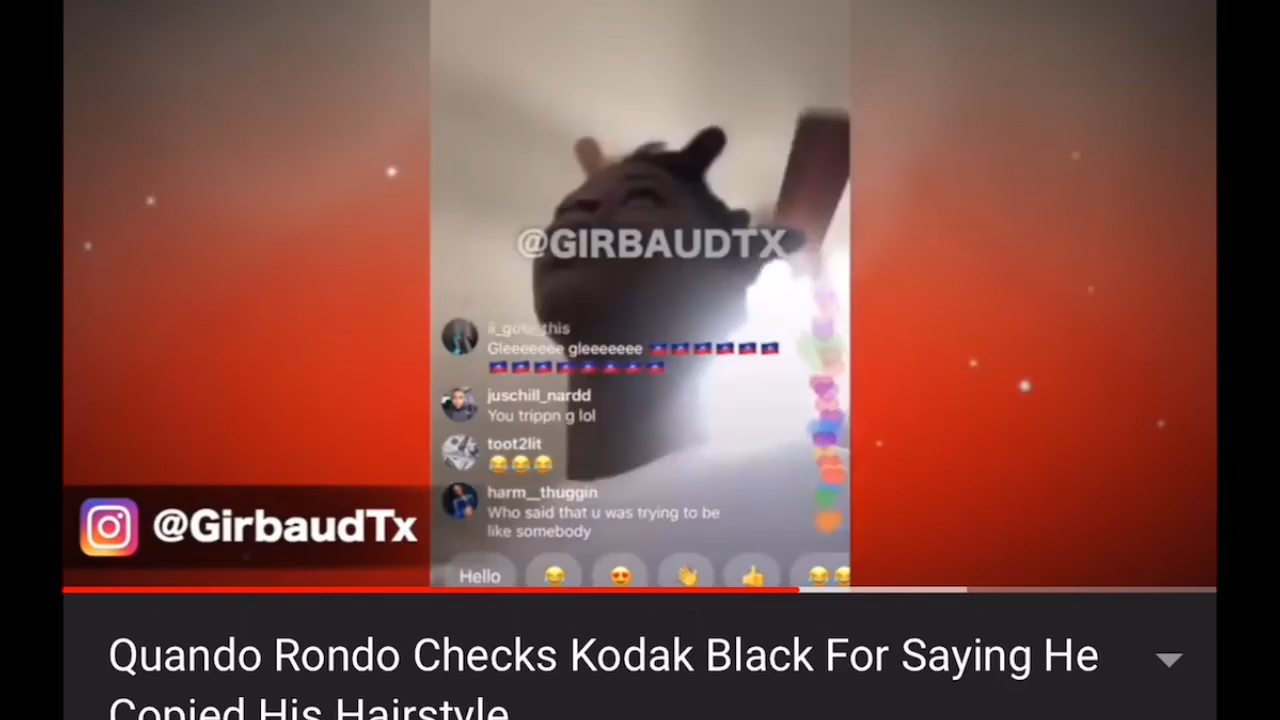 @GIRBAUDTX
ii_goto_this
Gleeeeeee gleeeeeee
juschill_nardd
You trippn g lol
toot2lit
harm__thuggin
Who said that u was trying to be
like somebody
Hello
@GirbaudTx
Quando Rondo Checks Kodak Black For Saying He
Copied His Hairstyle